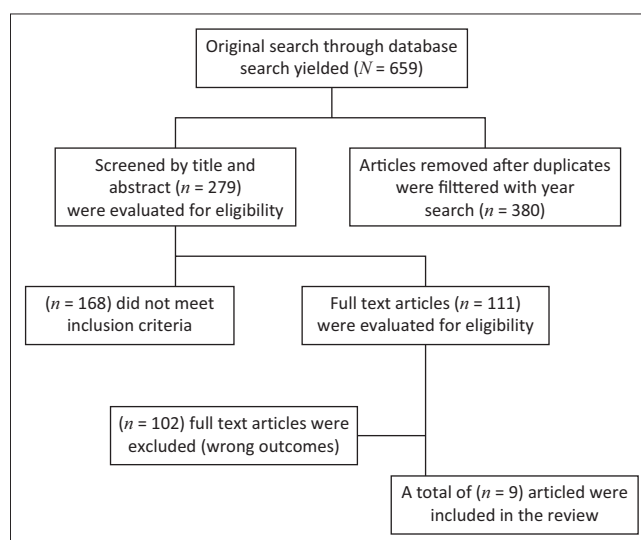 Original search through database
search yielded (N = 659)
Screened by title and
abstract (n = 279)
were evaluated for eligibility
Articles removed after duplicates
were filttered with year
search (n = 380)
(n = 168) did not meet
inclusion criteria
Full text articles (n = 111)
were evaluated for eligibility
(n = 102) full text articles were
excluded (wrong outcomes)
A total of (n = 9) articled were
included in the review